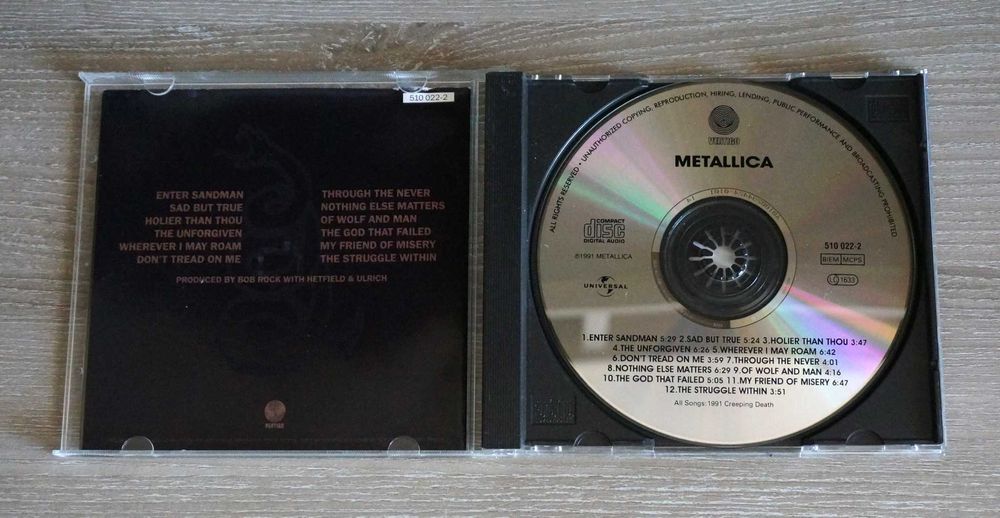 510 022-2
ENTER SANDMAN
SAD BUT TRUE
HOLIER THAN THOU
THE UNFORGIVEN
WHEREVER I MAY ROAM
DON'T TREAD ON ME
THROUGH THE NEVER
NOTHING ELSE MATTERS
OF WOLF AND MAN
THE GOD THAT FAILED
MY FRIEND OF MISERY
THE STRUGGLE WITHIN
PRODUCED BY BOB ROCK WITH HETFIELD & ULRICH
VERTIGO
ALL RIGHTS RESERVED • UNAUTHORIZED COPYING, REPRODUCTION, HIRING, LENDING, PUBLIC PERFORMANCE AND BROADCASTING PROHIBITED
VERTIGO
METALLICA
COMPACT
disc
DIGITAL AUDIO
℗1991 METALLICA
UNIVERSAL
510 022-2
BIEM MCPS
LC 1633
1.ENTER SANDMAN 5:29 2.SAD BUT TRUE 5:24 3.HOLIER THAN THOU 3:47
4.THE UNFORGIVEN 6:26 5.WHEREVER I MAY ROAM 6:42
6.DON'T TREAD ON ME 3:59 7.THROUGH THE NEVER 4:01
8.NOTHING ELSE MATTERS 6:29 9.OF WOLF AND MAN 4:16
10.THE GOD THAT FAILED 5:05 11.MY FRIEND OF MISERY 6:47
12.THE STRUGGLE WITHIN 3:51
All Songs: 1991 Creeping Death